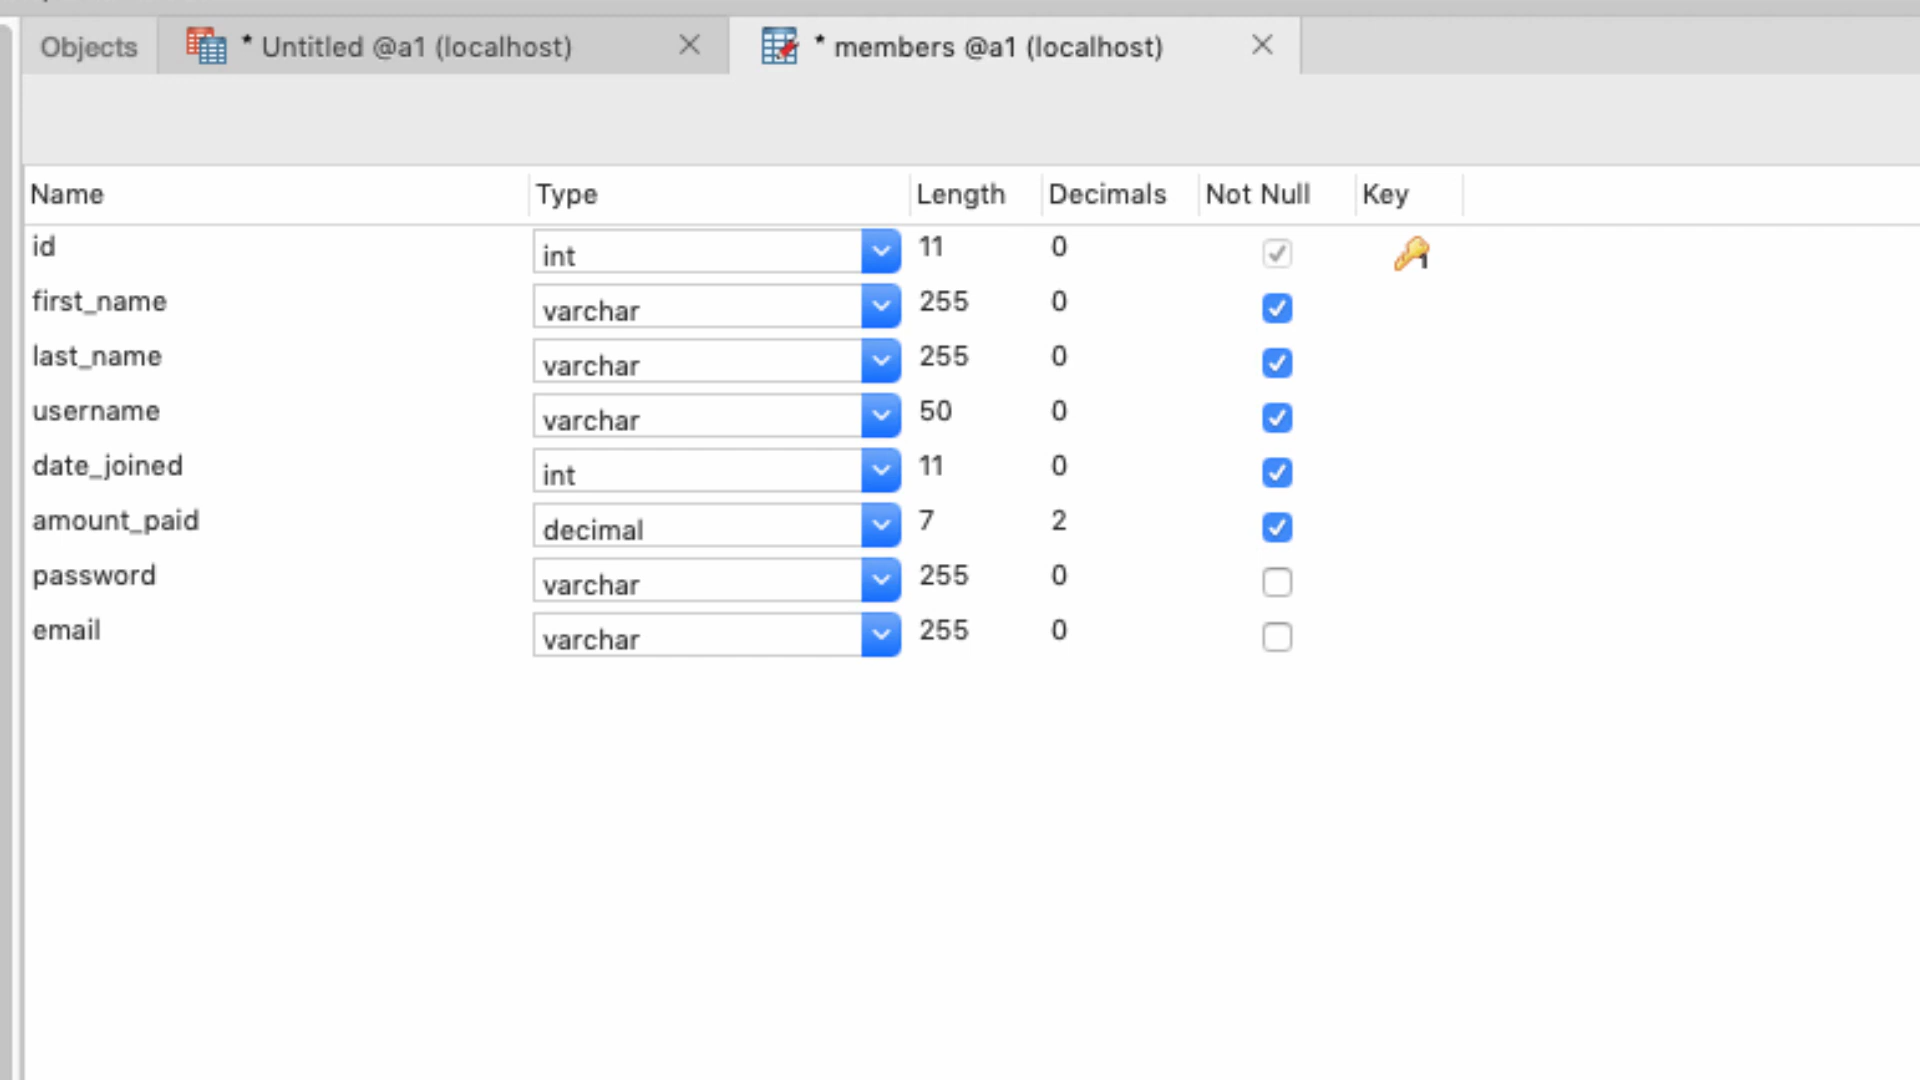 Objects * Untitled @a1 (localhost) * members @a1 (localhost)
Name Type Length Decimals Not Null Key
id int 11 0 1
first_name varchar 255 0
last_name varchar 255 0
username varchar 50 0
date_joined int 11 0
amount_paid decimal 7 2
password varchar 255 0
email varchar 255 0